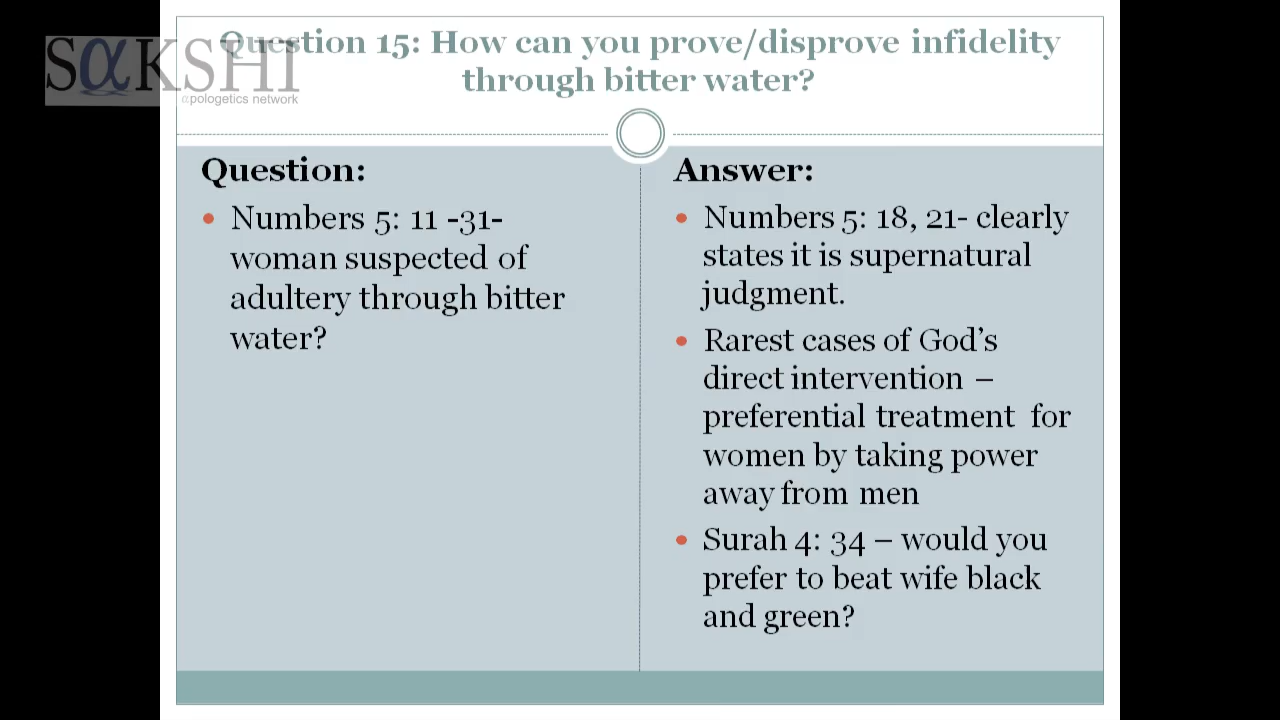 SαKSHI
αpologetics network
Question 15: How can you prove/disprove infidelity
through bitter water?
Question:
• Numbers 5: 11 -31-
woman suspected of
adultery through bitter
water?
Answer:
• Numbers 5: 18, 21- clearly
states it is supernatural
judgment.
• Rarest cases of God’s
direct intervention –
preferential treatment for
women by taking power
away from men
• Surah 4: 34 – would you
prefer to beat wife black
and green?